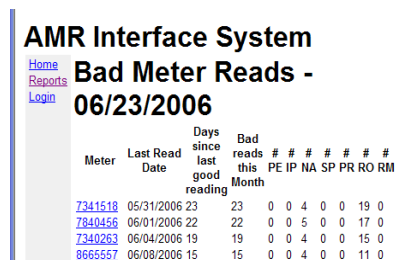 AMR Interface System
Home
Reports
Login
Bad Meter Reads -
06/23/2006
Meter Last Read Date Days since last good reading Bad reads this Month # PE # IP # NA # SP # PR # RO # RM
7341518 05/31/2006 23 23 0 0 4 0 0 19 0
7840456 06/01/2006 22 22 0 0 5 0 0 17 0
7340263 06/04/2006 19 19 0 0 4 0 0 15 0
8665557 06/08/2006 15 15 0 0 4 0 0 11 0